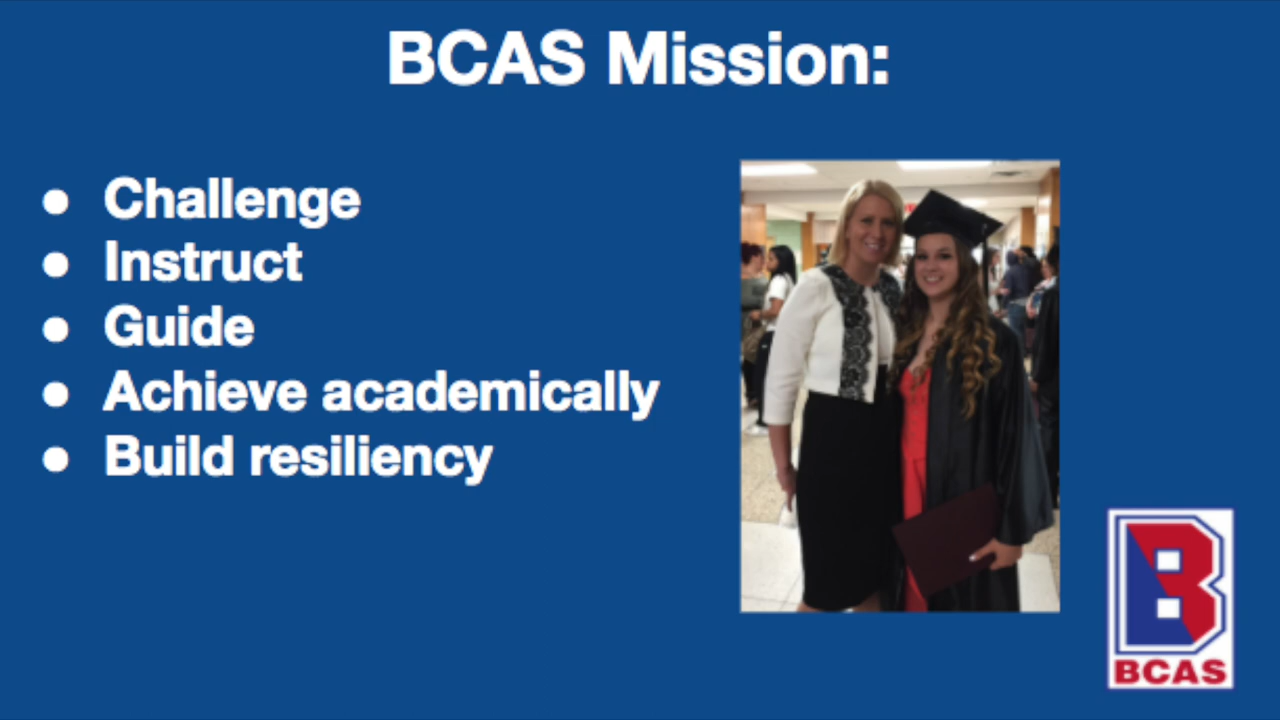 BCAS Mission:
● Challenge
● Instruct
● Guide
● Achieve academically
● Build resiliency
B
BCAS